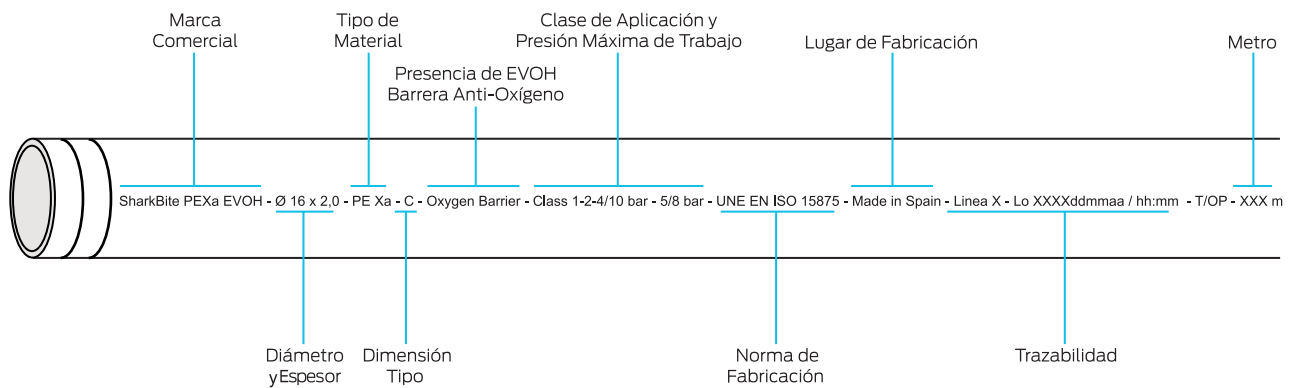 Marca
Comercial
Tipo de
Material
Presencia de EVOH
Barrera Anti-Oxígeno
Clase de Aplicación y
Presión Máxima de Trabajo
Lugar de Fabricación
Metro
SharkBite PEXa EVOH - Ø 16 x 2,0 - PE Xa - C - Oxygen Barrier - Class 1-2-4/10 bar - 5/8 bar - UNE EN ISO 15875 - Made in Spain - Linea X - Lo XXXXddmmaa / hh:mm - T/OP - XXX m
Diámetro
y Espesor
Dimensión
Tipo
Norma de
Fabricación
Trazabilidad